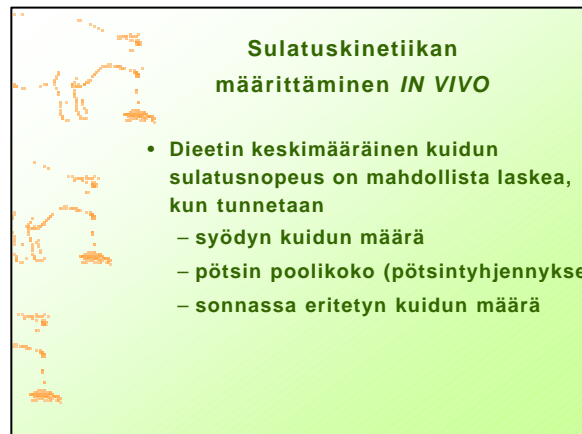 Sulatuskinetiikan
määrittäminen IN VIVO
• Dieetin keskimääräinen kuidun
sulatusnopeus on mahdollista laskea,
kun tunnetaan
– syödyn kuidun määrä
– pötsin poolikoko (pötsintyhjennykse
– sonnassa eritetyn kuidun määrä